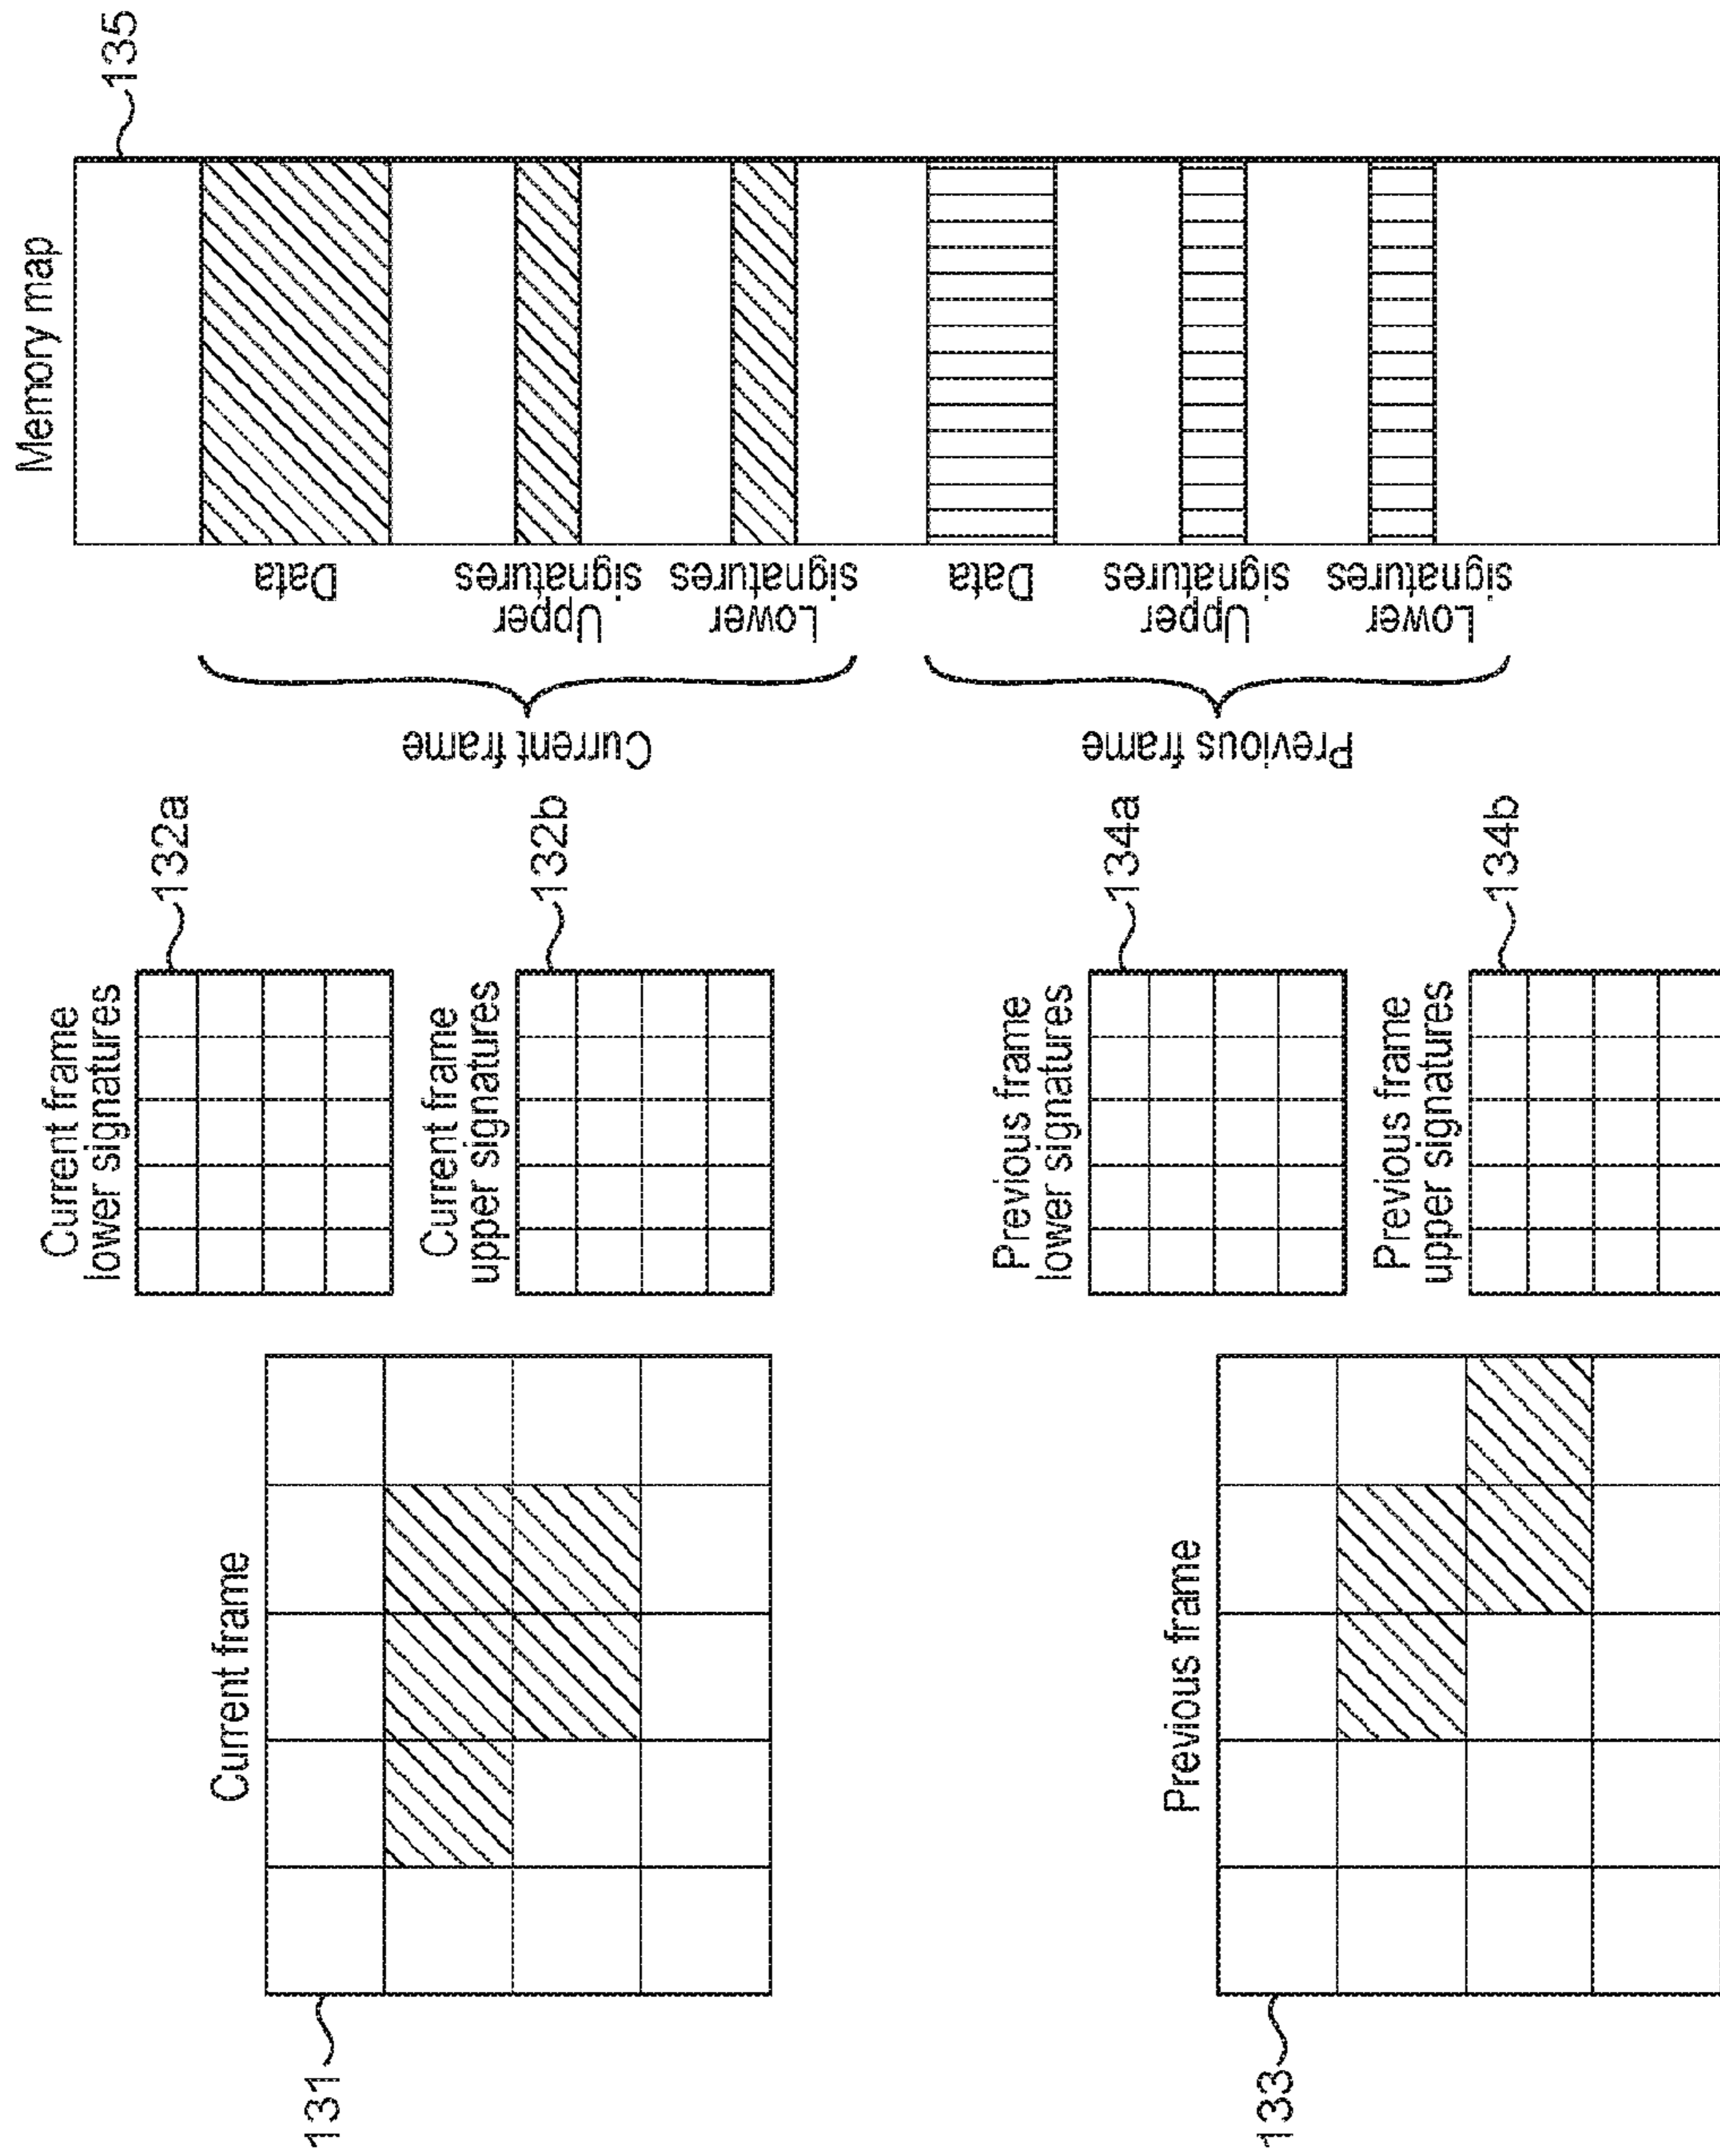 Memory map
135
Data
Upper
signatures
Lower
signatures
Current frame
Data
Upper
signatures
Lower
signatures
Previous frame
Current frame
lower signatures
132a
Current frame
upper signatures
132b
Previous frame
lower signatures
134a
Previous frame
upper signatures
134b
Current frame
131
Previous frame
133